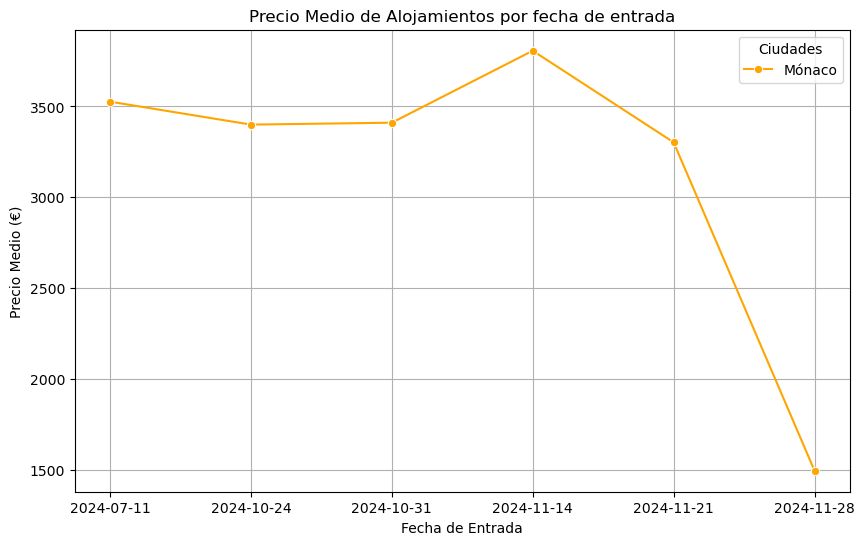 Precio Medio de Alojamientos por fecha de entrada
Ciudades
Mónaco
Precio Medio (€)
3500
3000
2500
2000
1500
2024-07-11 2024-10-24 2024-10-31 2024-11-14 2024-11-21 2024-11-28
Fecha de Entrada